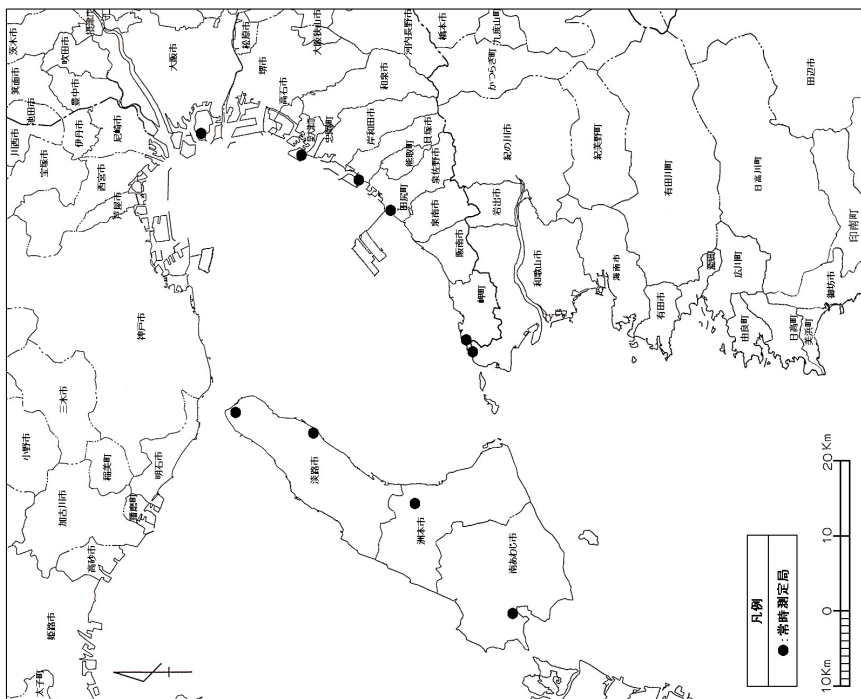 太子町
姫路市
高砂市
加古川市
播磨町
稲美町
小野市
三木市
明石市
神戸市
芦屋市
西宮市
宝塚市
川西市
池田市
箕面市
茨木市
伊丹市
豊中市
吹田市
摂津市
尼崎市
大阪市
松原市
堺市
大阪狭山市
高石市
忠岡町
和泉市
岸和田市
貝塚市
熊取町
泉佐野市
田尻町
泉南市
阪南市
岬町
河内長野市
橋本市
九度山町
かつらぎ町
紀の川市
岩出市
和歌山市
紀美野町
海南市
有田市
有田川町
湯浅町
広川町
由良町
日高町
美浜町
御坊市
日高川町
印南町
田辺市
淡路市
洲本市
南あわじ市
凡例
●:常時測定局
10Km 0 10 20Km